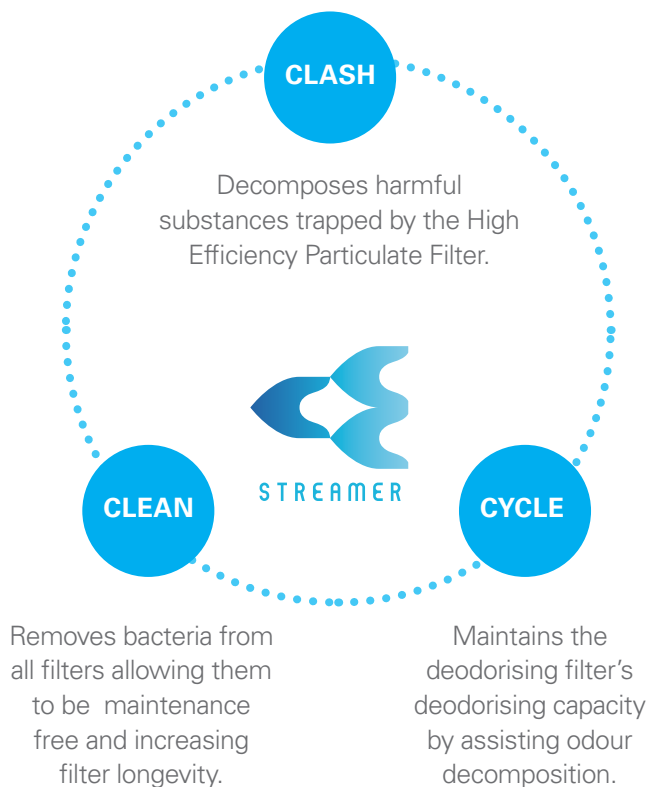 CLASH
Decomposes harmful
substances trapped by the High
Efficiency Particulate Filter.
STREAMER
CLEAN
CYCLE
Removes bacteria from
all filters allowing them
to be maintenance
free and increasing
filter longevity.
Maintains the
deodorising filter’s
deodorising capacity
by assisting odour
decomposition.